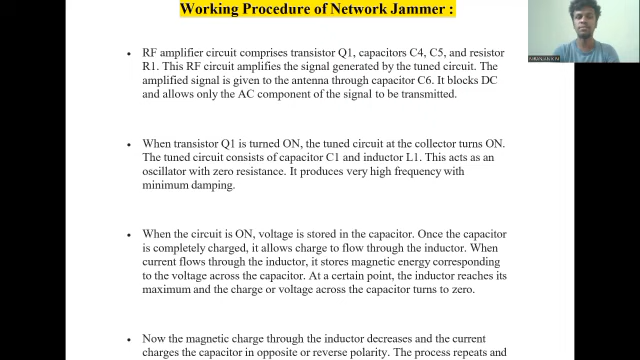 Working Procedure of Network Jammer :
RF amplifier circuit comprises transistor Q1, capacitors C4, C5, and resistor
R1. This RF circuit amplifies the signal generated by the tuned circuit. The
amplified signal is given to the antenna through capacitor C6. It blocks DC
and allows only the AC component of the signal to be transmitted.
When transistor Q1 is turned ON, the tuned circuit at the collector turns ON.
The tuned circuit consists of capacitor C1 and inductor L1. This acts as an
oscillator with zero resistance. It produces very high frequency with
minimum damping.
When the circuit is ON, voltage is stored in the capacitor. Once the capacitor
is completely charged, it allows charge to flow through the inductor. When
current flows through the inductor, it stores magnetic energy corresponding
to the voltage across the capacitor. At a certain point, the inductor reaches its
maximum and the charge or voltage across the capacitor turns to zero.
Now the magnetic charge through the inductor decreases and the current
charges the capacitor in opposite or reverse polarity. The process repeats and